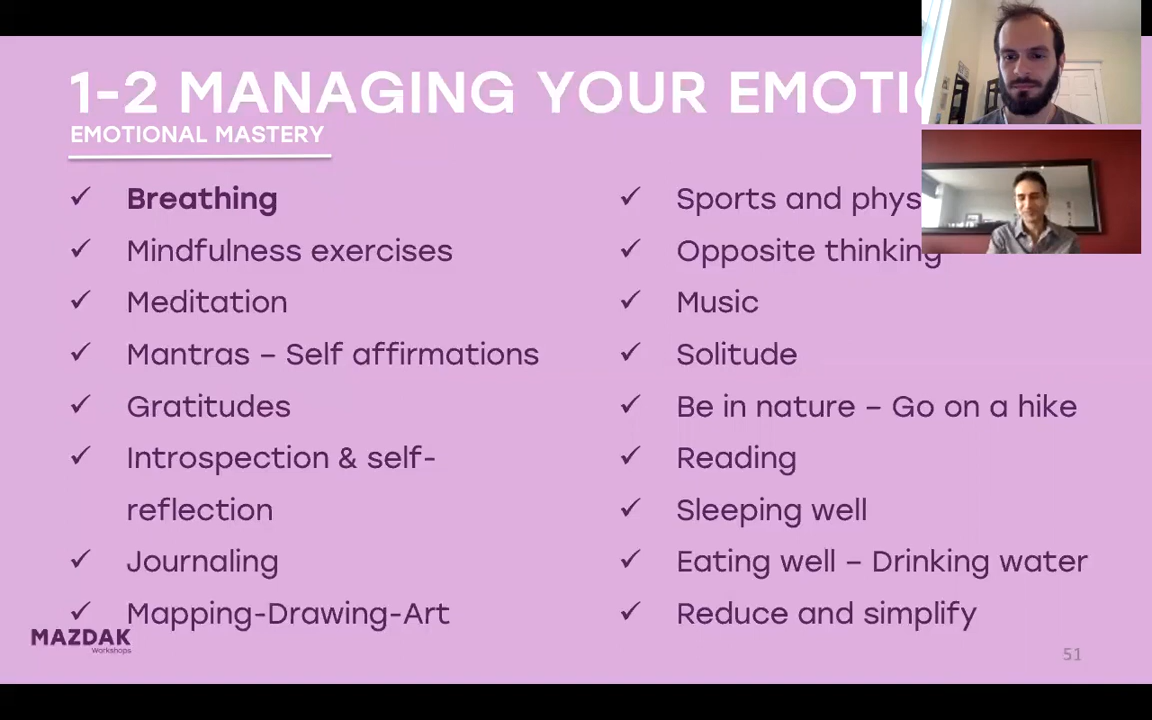 1-2 MANAGING YOUR
EMOTIONAL MASTERY
✓ Breathing
✓ Mindfulness exercises
✓ Meditation
✓ Mantras – Self affirmations
✓ Gratitudes
✓ Introspection & self-
reflection
✓ Journaling
✓ Mapping-Drawing-Art
✓ Sports and
✓ Opposite thinking
✓ Music
✓ Solitude
✓ Be in nature – Go on a hike
✓ Reading
✓ Sleeping well
✓ Eating well – Drinking water
✓ Reduce and simplify
MAZDAK
Workshops
51